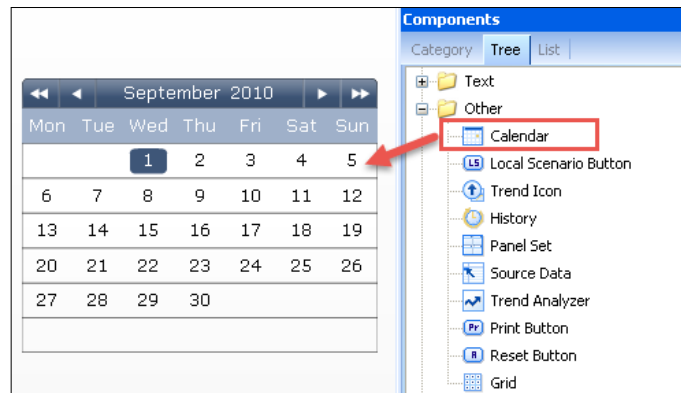 Components
Category Tree List
Text
Other
Calendar
LS Local Scenario Button
Trend Icon
History
Panel Set
Source Data
Trend Analyzer
Pr Print Button
R Reset Button
Grid
September 2010
Mon Tue Wed Thu Fri Sat Sun
1 2 3 4 5
6 7 8 9 10 11 12
13 14 15 16 17 18 19
20 21 22 23 24 25 26
27 28 29 30